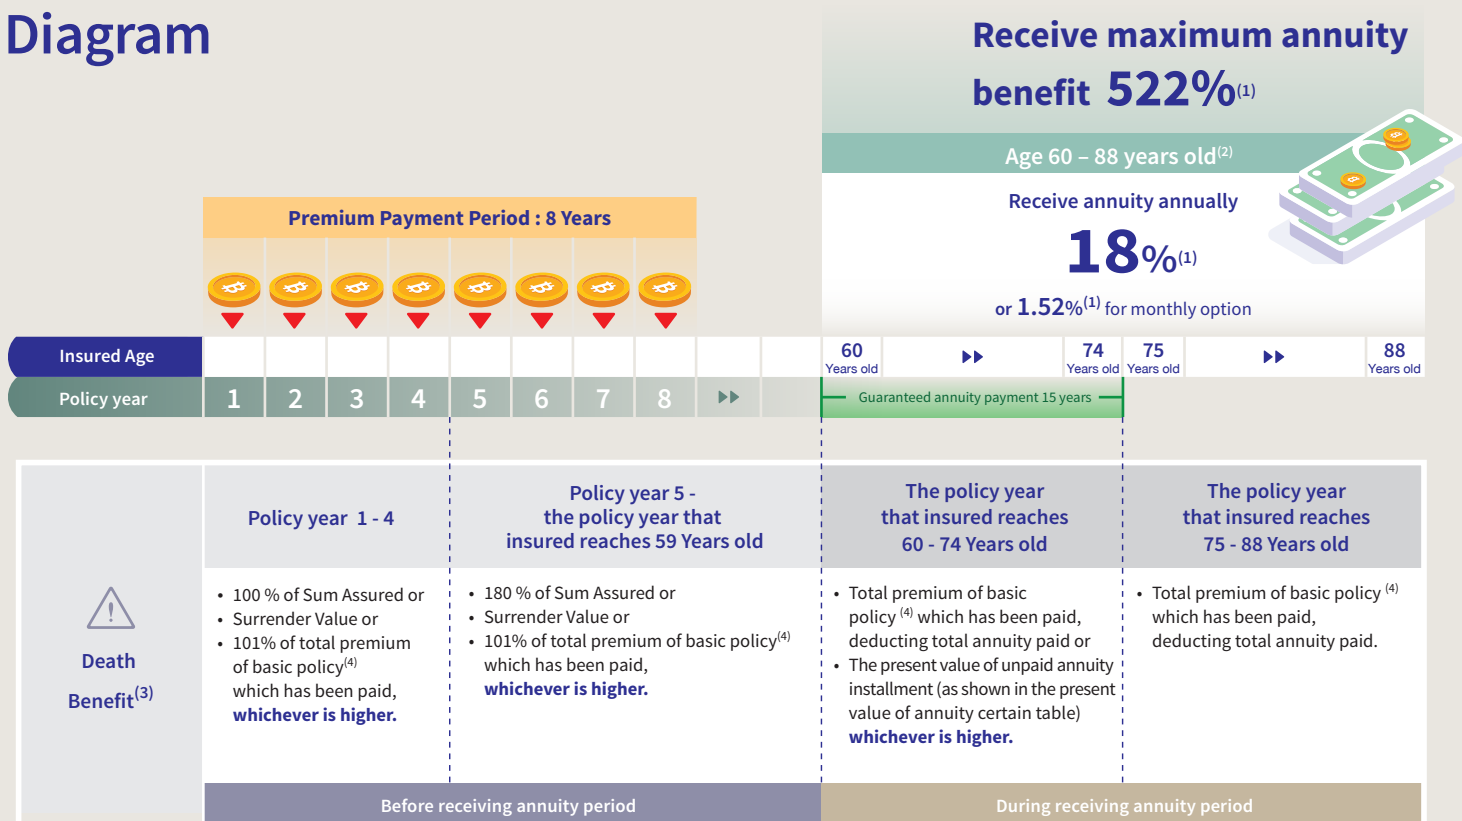 Diagram
Receive maximum annuity
benefit 522%(1)
Age 60 – 88 years old(2)
Receive annuity annually
18%(1)
or 1.52%(1) for monthly option
Premium Payment Period : 8 Years
Insured Age
60
Years old
74
Years old
75
Years old
88
Years old
Policy year
1
2
3
4
5
6
7
8
Guaranteed annuity payment 15 years
Death
Benefit(3)
Policy year 1 - 4
• 100 % of Sum Assured or
• Surrender Value or
• 101% of total premium
of basic policy(4)
which has been paid,
whichever is higher.
Policy year 5 -
the policy year that
insured reaches 59 Years old
• 180 % of Sum Assured or
• Surrender Value or
• 101% of total premium of basic policy(4)
which has been paid,
whichever is higher.
The policy year
that insured reaches
60 - 74 Years old
• Total premium of basic
policy (4) which has been paid,
deducting total annuity paid or
• The present value of unpaid annuity
installment (as shown in the present
value of annuity certain table)
whichever is higher.
The policy year
that insured reaches
75 - 88 Years old
• Total premium of basic policy (4)
which has been paid,
deducting total annuity paid.
Before receiving annuity period
During receiving annuity period